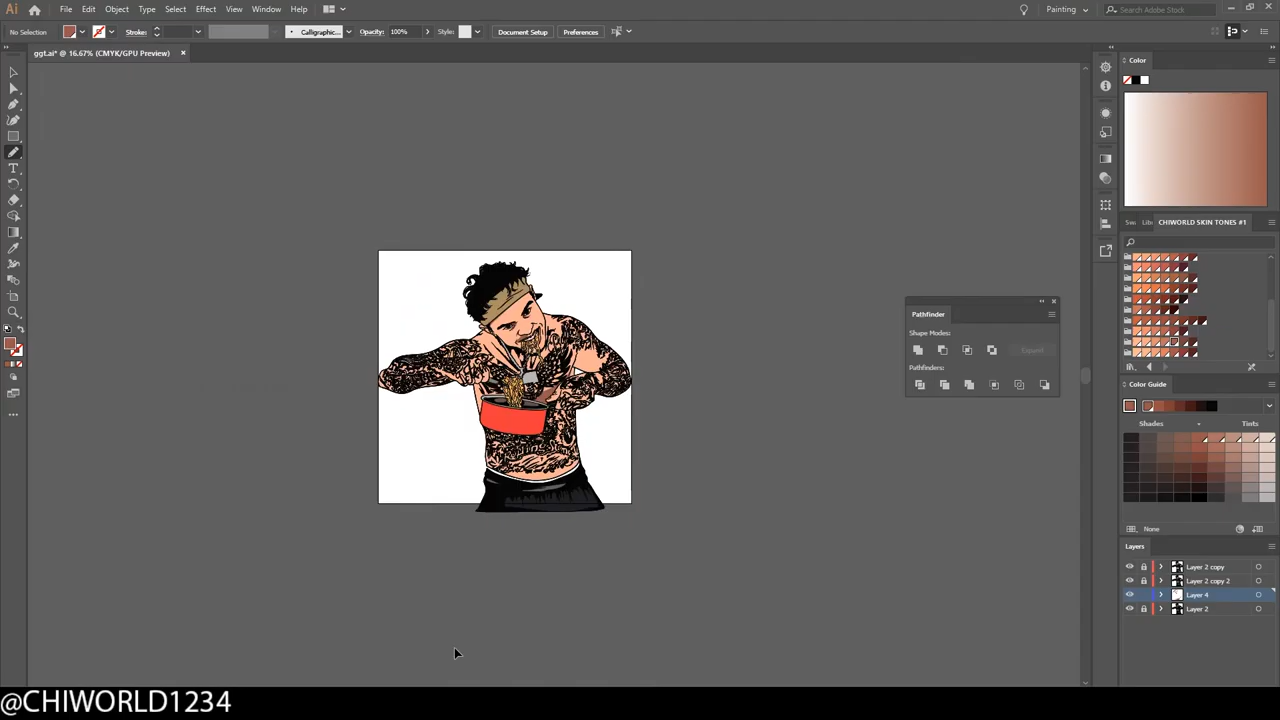 Ai
File Edit Object Type Select Effect View Window Help
Painting
Search Adobe Stock
No Selection
Stroke:
Calligraphic...
Opacity: 100%
Style:
Document Setup
Preferences
ggt.ai* @ 16.67% (CMYK/GPU Preview)
Color
CHIWORLD SKIN TONES #1
Pathfinder
Shape Modes:
Expand
Pathfinders:
Color Guide
Shades
Tints
None
Layers
Layer 2 copy
Layer 2 copy 2
Layer 4
Layer 2
@CHIWORLD1234